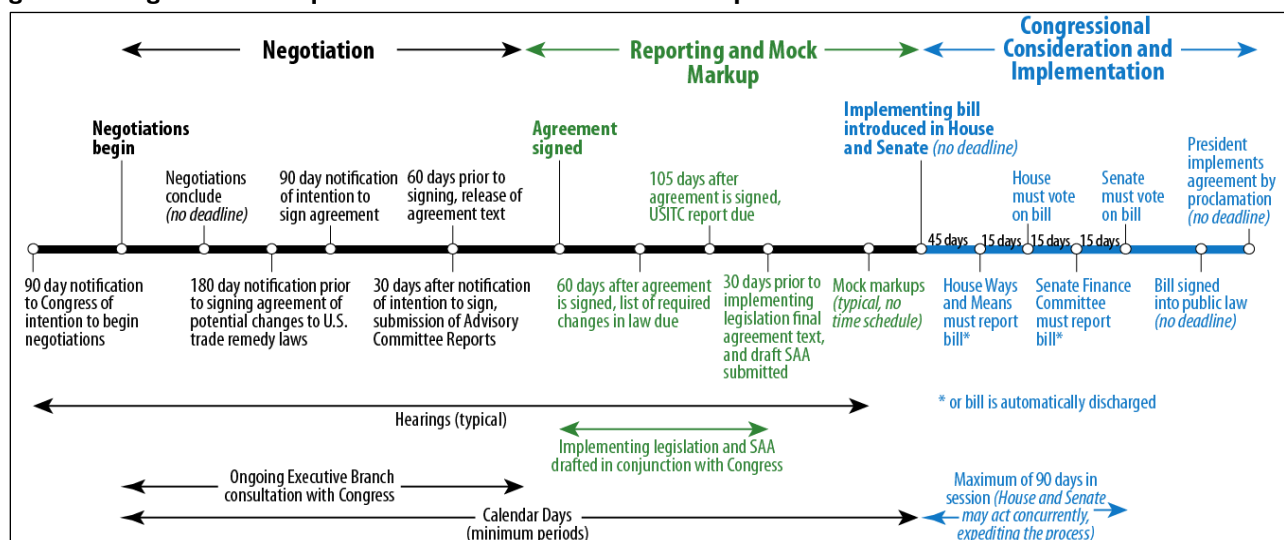 Negotiation
Reporting and Mock
Markup
Congressional
Consideration and
Implementation
Negotiations
begin
Agreement
signed
Implementing bill
introduced in House
and Senate (no deadline)
President
implements
agreement by
proclamation
(no deadline)
Negotiations
conclude
(no deadline)
90 day notification
of intention to
sign agreement
60 days prior to
signing, release of
agreement text
105 days after
agreement is signed,
USITC report due
House
must vote
on bill
Senate
must vote
on bill
45 days
15 days
15 days
15 days
90 day notification
to Congress of
intention to begin
negotiations
180 day notification prior
to signing agreement of
potential changes to U.S.
trade remedy laws
30 days after notification
of intention to sign,
submission of Advisory
Committee Reports
60 days after agreement
is signed, list of required
changes in law due
30 days prior to
implementing
legislation final
agreement text,
and draft SAA
submitted
Mock markups
(typical, no
time schedule)
House Ways
and Means
must report
bill*
Senate Finance
Committee
must report
bill*
Bill signed
into public law
(no deadline)
Hearings (typical)
* or bill is automatically discharged
Implementing legislation and SAA
drafted in conjunction with Congress
Ongoing Executive Branch
consultation with Congress
Calendar Days
(minimum periods)
Maximum of 90 days in
session (House and Senate
may act concurrently,
expediting the process)